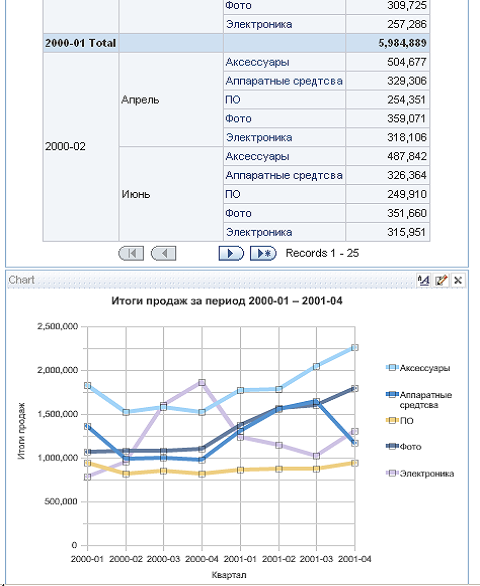 Фото 309,725
Электроника 257,286
2000-01 Total 5,984,889
2000-02 Апрель Аксессуары 504,677
Аппаратные средтсва 329,306
ПО 254,351
Фото 359,071
Электроника 318,106
Июнь Аксессуары 487,842
Аппаратные средтсва 326,364
ПО 249,910
Фото 351,660
Электроника 315,951
Records 1 - 25
Chart
Итоги продаж за период 2000-01 – 2001-04
Итоги продаж
2,500,000
2,000,000
1,500,000
1,000,000
500,000
0
2000-01 2000-02 2000-03 2000-04 2001-01 2001-02 2001-03 2001-04
Квартал
Аксессуары
Аппаратные
средтсва
ПО
Фото
Электроника